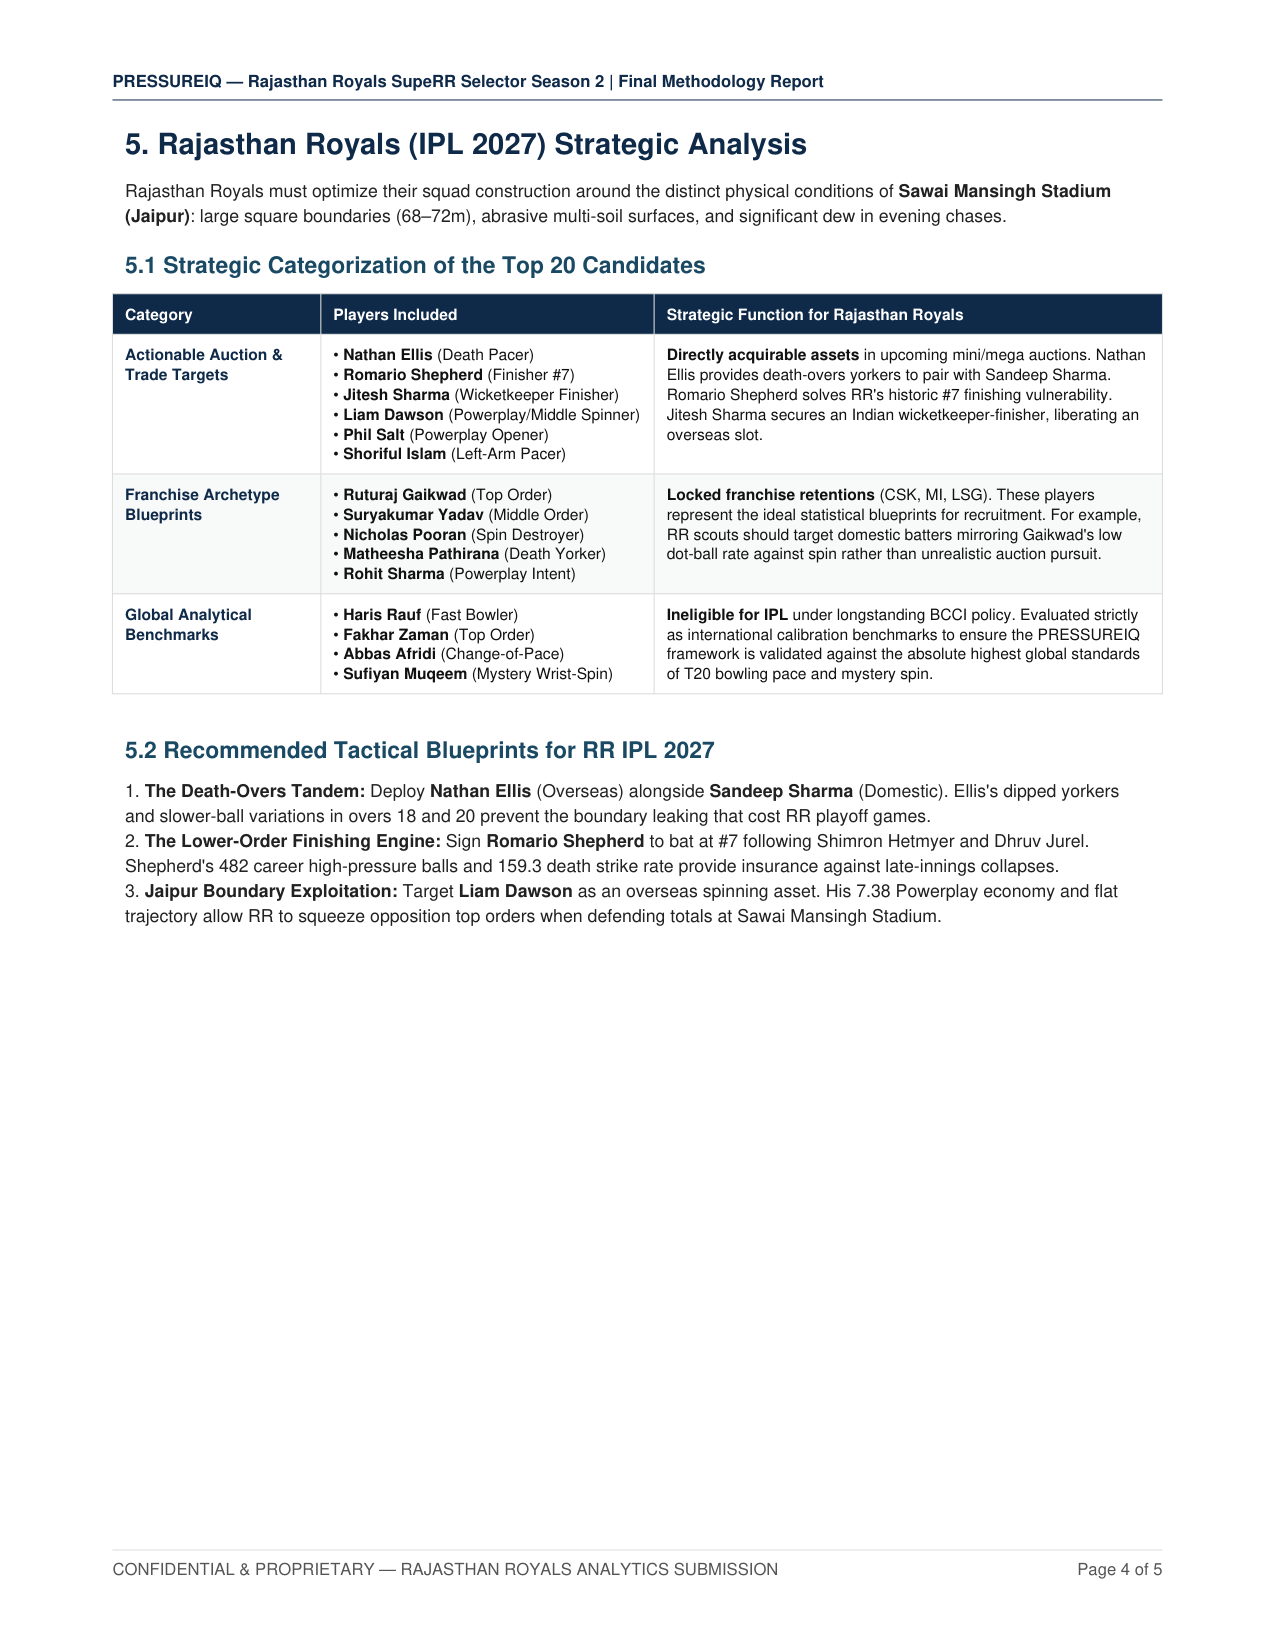 PRESSUREIQ — Rajasthan Royals SupeRR Selector Season 2 | Final Methodology Report
5. Rajasthan Royals (IPL 2027) Strategic Analysis
Rajasthan Royals must optimize their squad construction around the distinct physical conditions of Sawai Mansingh Stadium
(Jaipur): large square boundaries (68–72m), abrasive multi-soil surfaces, and significant dew in evening chases.
5.1 Strategic Categorization of the Top 20 Candidates
Category
Players Included
Strategic Function for Rajasthan Royals
Actionable Auction &
Trade Targets
• Nathan Ellis (Death Pacer)
• Romario Shepherd (Finisher #7)
• Jitesh Sharma (Wicketkeeper Finisher)
• Liam Dawson (Powerplay/Middle Spinner)
• Phil Salt (Powerplay Opener)
• Shoriful Islam (Left-Arm Pacer)
Directly acquirable assets in upcoming mini/mega auctions. Nathan
Ellis provides death-overs yorkers to pair with Sandeep Sharma.
Romario Shepherd solves RR's historic #7 finishing vulnerability.
Jitesh Sharma secures an Indian wicketkeeper-finisher, liberating an
overseas slot.
Franchise Archetype
Blueprints
• Ruturaj Gaikwad (Top Order)
• Suryakumar Yadav (Middle Order)
• Nicholas Pooran (Spin Destroyer)
• Matheesha Pathirana (Death Yorker)
• Rohit Sharma (Powerplay Intent)
Locked franchise retentions (CSK, MI, LSG). These players
represent the ideal statistical blueprints for recruitment. For example,
RR scouts should target domestic batters mirroring Gaikwad's low
dot-ball rate against spin rather than unrealistic auction pursuit.
Global Analytical
Benchmarks
• Haris Rauf (Fast Bowler)
• Fakhar Zaman (Top Order)
• Abbas Afridi (Change-of-Pace)
• Sufiyan Muqeem (Mystery Wrist-Spin)
Ineligible for IPL under longstanding BCCI policy. Evaluated strictly
as international calibration benchmarks to ensure the PRESSUREIQ
framework is validated against the absolute highest global standards
of T20 bowling pace and mystery spin.
5.2 Recommended Tactical Blueprints for RR IPL 2027
1. The Death-Overs Tandem: Deploy Nathan Ellis (Overseas) alongside Sandeep Sharma (Domestic). Ellis's dipped yorkers
and slower-ball variations in overs 18 and 20 prevent the boundary leaking that cost RR playoff games.
2. The Lower-Order Finishing Engine: Sign Romario Shepherd to bat at #7 following Shimron Hetmyer and Dhruv Jurel.
Shepherd's 482 career high-pressure balls and 159.3 death strike rate provide insurance against late-innings collapses.
3. Jaipur Boundary Exploitation: Target Liam Dawson as an overseas spinning asset. His 7.38 Powerplay economy and flat
trajectory allow RR to squeeze opposition top orders when defending totals at Sawai Mansingh Stadium.
CONFIDENTIAL & PROPRIETARY — RAJASTHAN ROYALS ANALYTICS SUBMISSION
Page 4 of 5